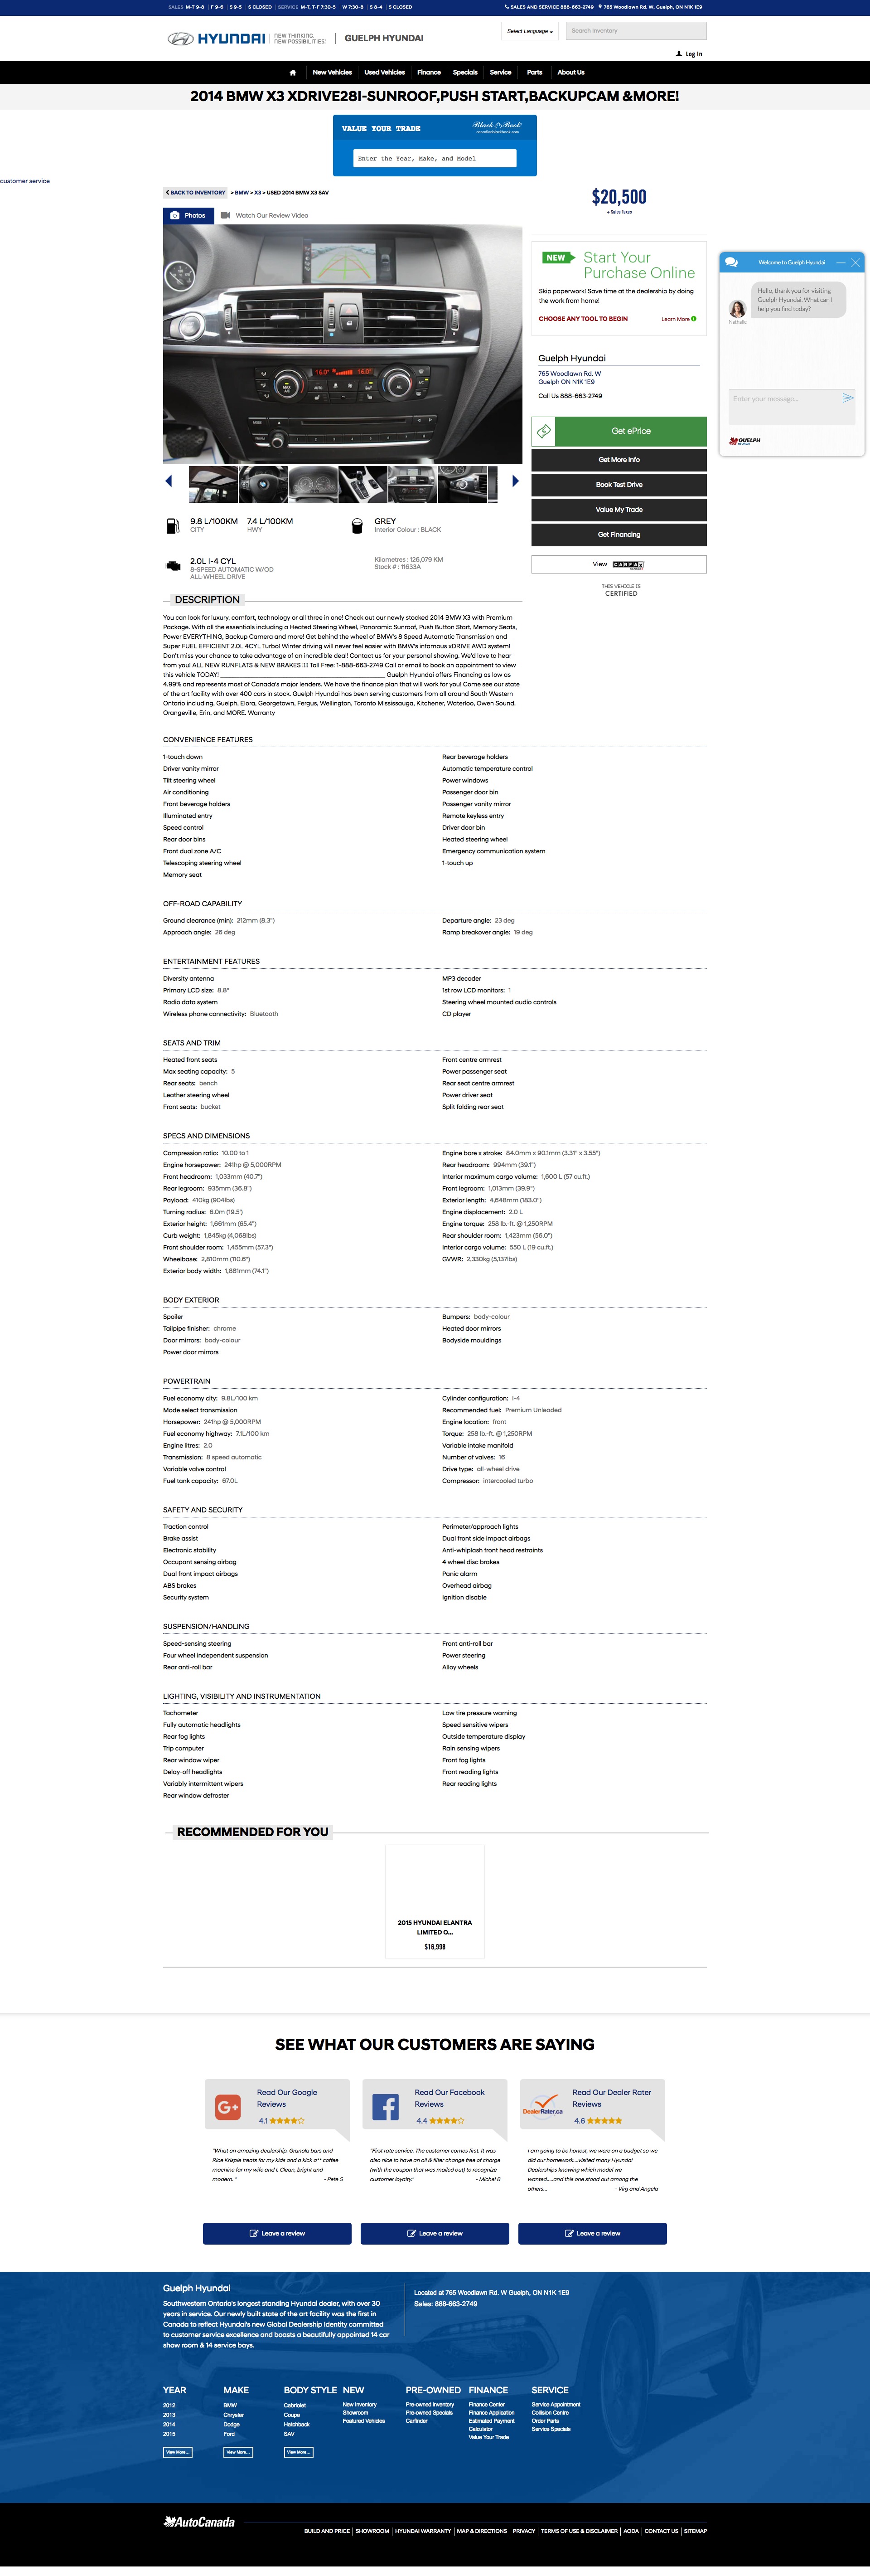 SALES M-T 9-8 F 9-6 S 9-5 S CLOSED SERVICE M-T, T-F 7:30-5 W 7:30-8 S 8-4 S CLOSED
SALES AND SERVICE 888-663-2749 765 Woodlawn Rd. W, Guelph, ON N1K 1E9
HYUNDAI NEW THINKING. NEW POSSIBILITIES. GUELPH HYUNDAI
Select Language
Search Inventory
Log In
New Vehicles Used Vehicles Finance Specials Service Parts About Us
2014 BMW X3 XDRIVE28I-SUNROOF,PUSH START,BACKUPCAM &MORE!
VALUE YOUR TRADE
Black Book
canadianblackbook.com
Enter the Year, Make, and Model
customer service
BACK TO INVENTORY > BMW > X3 > USED 2014 BMW X3 SAV
$20,500
+ Sales Taxes
Photos
Watch Our Review Video
16.0° 16.0°
NEW Start Your
Purchase Online
Skip paperwork! Save time at the dealership by doing
the work from home!
CHOOSE ANY TOOL TO BEGIN Learn More
Welcome to Guelph Hyundai
Hello, thank you for visiting
Guelph Hyundai. What can I
help you find today?
Nathalie
Enter your message...
GUELPH
Guelph Hyundai
765 Woodlawn Rd. W
Guelph ON N1K 1E9
Call Us 888-663-2749
Get ePrice
Get More Info
Book Test Drive
Value My Trade
Get Financing
View CARFAX
THIS VEHICLE IS
CERTIFIED
9.8 L/100KM 7.4 L/100KM
CITY HWY
GREY
Interior Colour : BLACK
2.0L I-4 CYL
8-SPEED AUTOMATIC W/OD
ALL-WHEEL DRIVE
Kilometres : 126,079 KM
Stock # : 11633A
DESCRIPTION
You can look for luxury, comfort, technology or all three in one! Check out our newly stocked 2014 BMW X3 with Premium
Package. With all the essentials including a Heated Steering Wheel, Panoramic Sunroof, Push Button Start, Memory Seats,
Power EVERYTHING, Backup Camera and more! Get behind the wheel of BMW's 8 Speed Automatic Transmission and
Super FUEL EFFICIENT 2.0L 4CYL Turbo! Winter driving will never feel easier with BMW's infamous xDRIVE AWD system!
Don't miss your chance to take advantage of an incredible deal! Contact us for your personal showing. We'd love to hear
from you! ALL NEW RUNFLATS & NEW BRAKES !!!! Toll Free: 1-888-663-2749 Call or email to book an appointment to view
this vehicle TODAY! ________________________________________ Guelph Hyundai offers Financing as low as
4.99% and represents most of Canada's major lenders. We have the finance plan that will work for you! Come see our state
of the art facility with over 400 cars in stock. Guelph Hyundai has been serving customers from all around South Western
Ontario including, Guelph, Elora, Georgetown, Fergus, Wellington, Toronto Mississauga, Kitchener, Waterloo, Owen Sound,
Orangeville, Erin, and MORE. Warranty
CONVENIENCE FEATURES
1-touch down Rear beverage holders
Driver vanity mirror Automatic temperature control
Tilt steering wheel Power windows
Air conditioning Passenger door bin
Front beverage holders Passenger vanity mirror
Illuminated entry Remote keyless entry
Speed control Driver door bin
Rear door bins Heated steering wheel
Front dual zone A/C Emergency communication system
Telescoping steering wheel 1-touch up
Memory seat
OFF-ROAD CAPABILITY
Ground clearance (min): 212mm (8.3") Departure angle: 23 deg
Approach angle: 26 deg Ramp breakover angle: 19 deg
ENTERTAINMENT FEATURES
Diversity antenna MP3 decoder
Primary LCD size: 8.8" 1st row LCD monitors: 1
Radio data system Steering wheel mounted audio controls
Wireless phone connectivity: Bluetooth CD player
SEATS AND TRIM
Heated front seats Front centre armrest
Max seating capacity: 5 Power passenger seat
Rear seats: bench Rear seat centre armrest
Leather steering wheel Power driver seat
Front seats: bucket Split folding rear seat
SPECS AND DIMENSIONS
Compression ratio: 10.00 to 1 Engine bore x stroke: 84.0mm x 90.1mm (3.31" x 3.55")
Engine horsepower: 241hp @ 5,000RPM Rear headroom: 994mm (39.1")
Front headroom: 1,033mm (40.7") Interior maximum cargo volume: 1,600 L (57 cu.ft.)
Rear legroom: 935mm (36.8") Front legroom: 1,013mm (39.9")
Payload: 410kg (904lbs) Exterior length: 4,648mm (183.0")
Turning radius: 6.0m (19.5') Engine displacement: 2.0 L
Exterior height: 1,661mm (65.4") Engine torque: 258 lb.-ft. @ 1,250RPM
Curb weight: 1,845kg (4,068lbs) Rear shoulder room: 1,423mm (56.0")
Front shoulder room: 1,455mm (57.3") Interior cargo volume: 550 L (19 cu.ft.)
Wheelbase: 2,810mm (110.6") GVWR: 2,330kg (5,137lbs)
Exterior body width: 1,881mm (74.1")
BODY EXTERIOR
Spoiler Bumpers: body-colour
Tailpipe finisher: chrome Heated door mirrors
Door mirrors: body-colour Bodyside mouldings
Power door mirrors
POWERTRAIN
Fuel economy city: 9.8L/100 km Cylinder configuration: I-4
Mode select transmission Recommended fuel: Premium Unleaded
Horsepower: 241hp @ 5,000RPM Engine location: front
Fuel economy highway: 7.1L/100 km Torque: 258 lb.-ft. @ 1,250RPM
Engine litres: 2.0 Variable intake manifold
Transmission: 8 speed automatic Number of valves: 16
Variable valve control Drive type: all-wheel drive
Fuel tank capacity: 67.0L Compressor: intercooled turbo
SAFETY AND SECURITY
Traction control Perimeter/approach lights
Brake assist Dual front side impact airbags
Electronic stability Anti-whiplash front head restraints
Occupant sensing airbag 4 wheel disc brakes
Dual front impact airbags Panic alarm
ABS brakes Overhead airbag
Security system Ignition disable
SUSPENSION/HANDLING
Speed-sensing steering Front anti-roll bar
Four wheel independent suspension Power steering
Rear anti-roll bar Alloy wheels
LIGHTING, VISIBILITY AND INSTRUMENTATION
Tachometer Low tire pressure warning
Fully automatic headlights Speed sensitive wipers
Rear fog lights Outside temperature display
Trip computer Rain sensing wipers
Rear window wiper Front fog lights
Delay-off headlights Front reading lights
Variably intermittent wipers Rear reading lights
Rear window defroster
RECOMMENDED FOR YOU
2015 HYUNDAI ELANTRA
LIMITED O...
$16,998
SEE WHAT OUR CUSTOMERS ARE SAYING
Read Our Google
Reviews
4.1
"What an amazing dealership. Granola bars and
Rice Krispie treats for my kids and a kick a** coffee
machine for my wife and I. Clean, bright and
modern. " - Pete S
Read Our Facebook
Reviews
4.4
"First rate service. The customer comes first. It was
also nice to have an oil & filter change free of charge
(with the coupon that was mailed out) to recognize
customer loyalty." - Michel B
DealerRater.ca
Read Our Dealer Rater
Reviews
4.6
I am going to be honest, we were on a budget so we
did our homework....visited many Hyundai
Dealerships knowing which model we
wanted.....and this one stood out among the
others... - Virg and Angela
Leave a review Leave a review Leave a review
Guelph Hyundai
Southwestern Ontario's longest standing Hyundai dealer, with over 30
years in service. Our newly built state of the art facility was the first in
Canada to reflect Hyundai's new Global Dealership Identity committed
to customer service excellence and boasts a beautifully appointed 14 car
show room & 14 service bays.
Located at 765 Woodlawn Rd. W Guelph, ON N1K 1E9
Sales: 888-663-2749
YEAR
2012
2013
2014
2015
View More...
MAKE
BMW
Chrysler
Dodge
Ford
View More...
BODY STYLE
Cabriolet
Coupe
Hatchback
SAV
View More...
NEW
New Inventory
Showroom
Featured Vehicles
PRE-OWNED
Pre-owned Inventory
Pre-owned Specials
Carfinder
FINANCE
Finance Center
Finance Application
Estimated Payment
Calculator
Value Your Trade
SERVICE
Service Appointment
Collision Centre
Order Parts
Service Specials
AutoCanada
BUILD AND PRICE SHOWROOM HYUNDAI WARRANTY MAP & DIRECTIONS PRIVACY TERMS OF USE & DISCLAIMER AODA CONTACT US SITEMAP